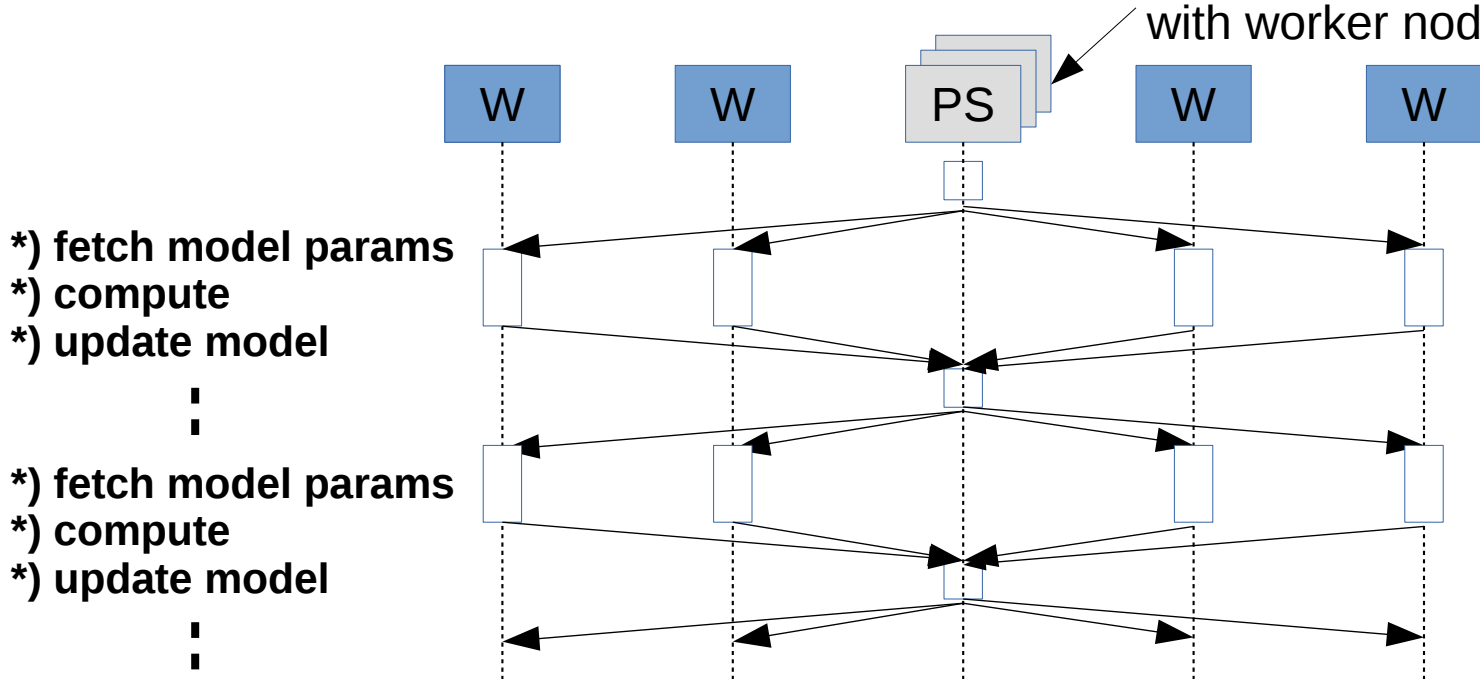 with worker nod
W W PS W W
*) fetch model params
*) compute
*) update model
*) fetch model params
*) compute
*) update model